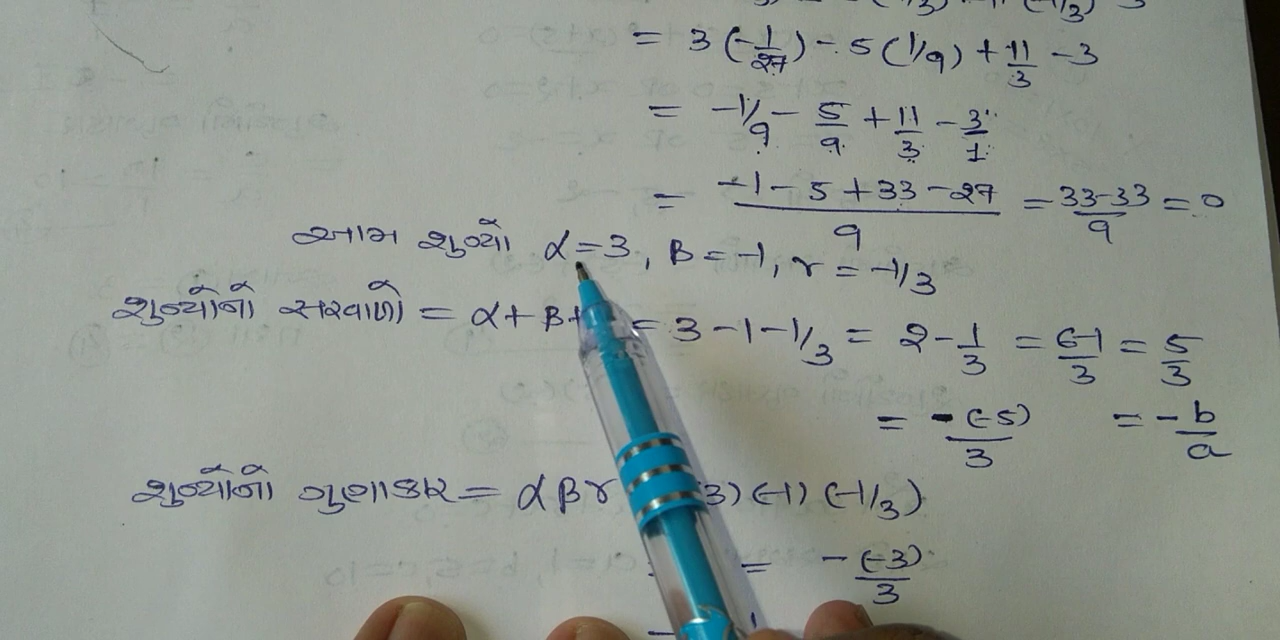 = 3(-1/27) - 5(1/9) + 11/3 - 3
= -1/9 - 5/9 + 11/3 - 3/1
= (-1 - 5 + 33 - 27)/9 = (33-33)/9 = 0
આમ શુન્યો α = 3, β = -1, γ = -1/3
શુન્યોનો સરવાળો = α + β + = 3 - 1 - 1/3 = 2 - 1/3 = (6-1)/3 = 5/3
= -(-5)/3 = -b/a
શુન્યોનો ગુણાકાર = αβγ 3)(-1)(-1/3)
= -(-3)/3